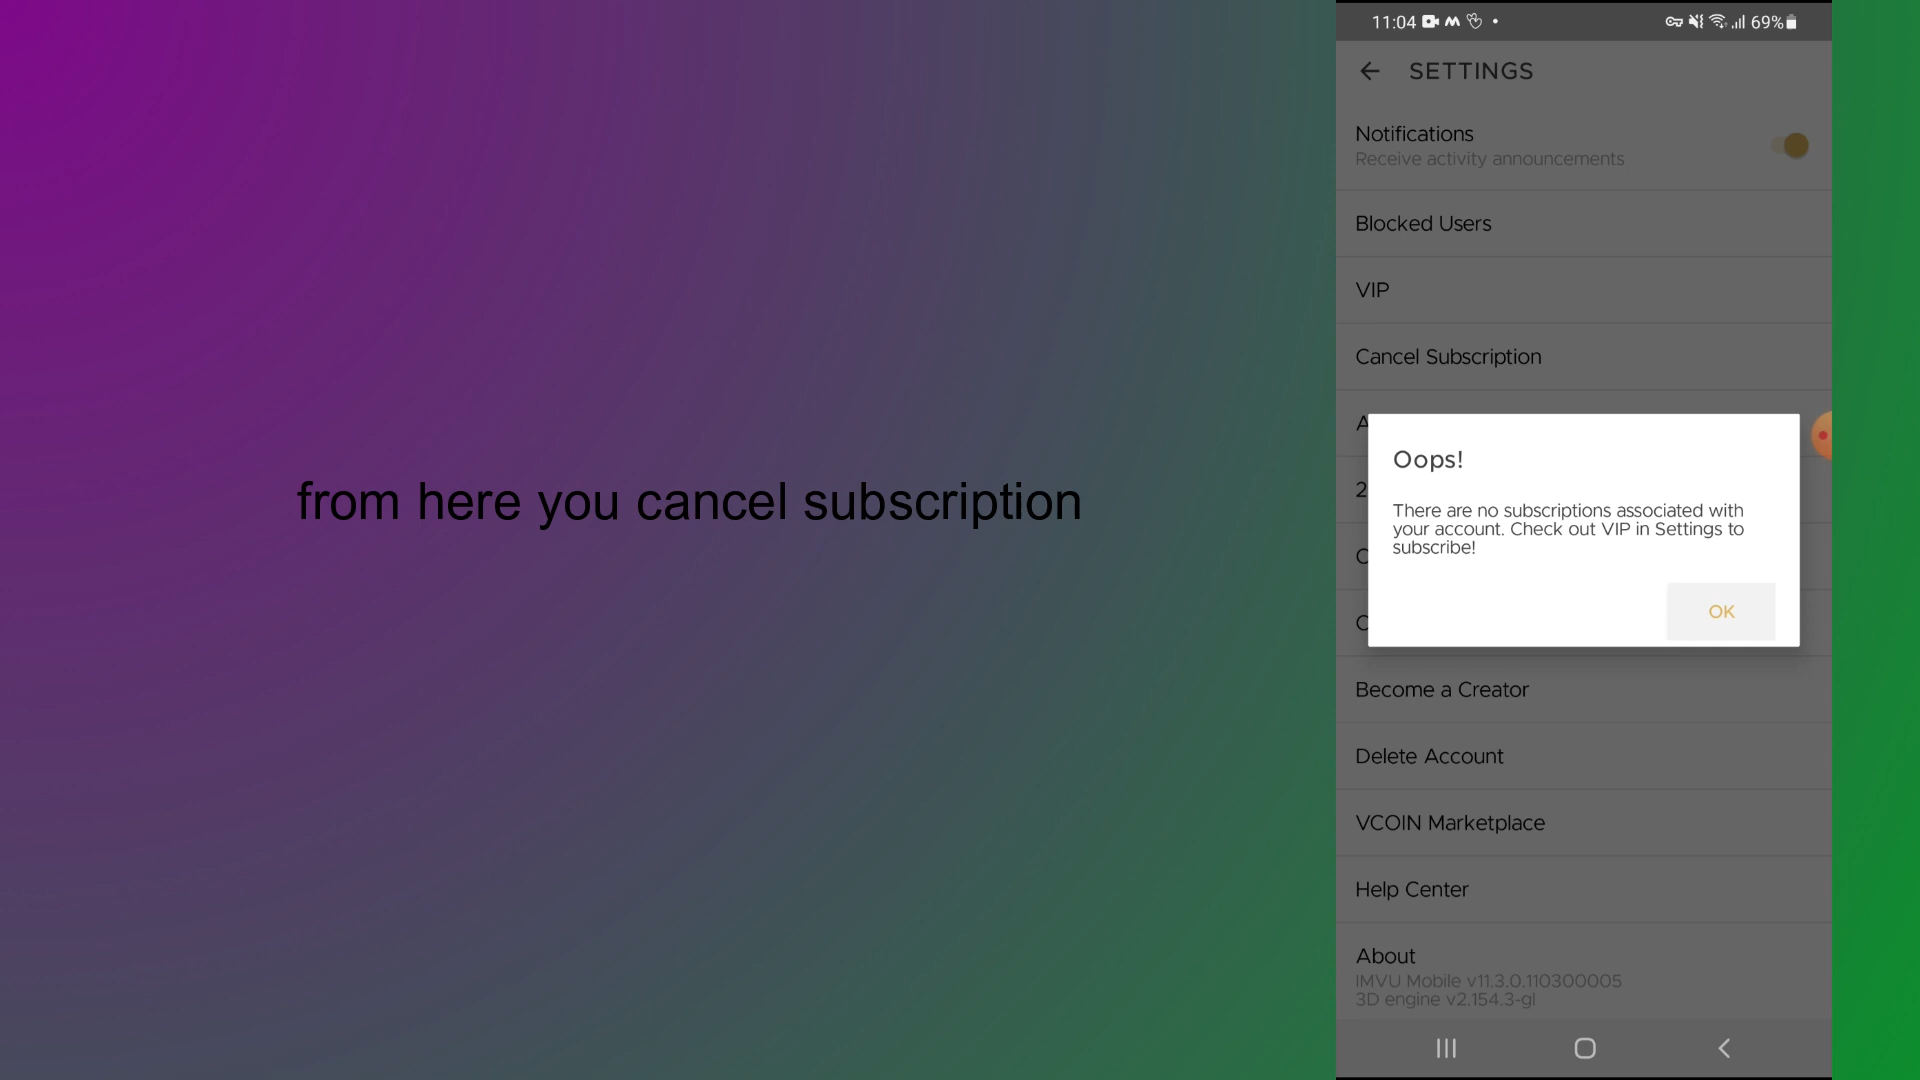 from here you cancel subscription
11:04
69%
SETTINGS
Notifications
Receive activity announcements
Blocked Users
VIP
Cancel Subscription
A
2
C
C
Oops!
There are no subscriptions associated with
your account. Check out VIP in Settings to
subscribe!
OK
Become a Creator
Delete Account
VCOIN Marketplace
Help Center
About
IMVU Mobile v11.3.0.110300005
3D engine v2.154.3-gl